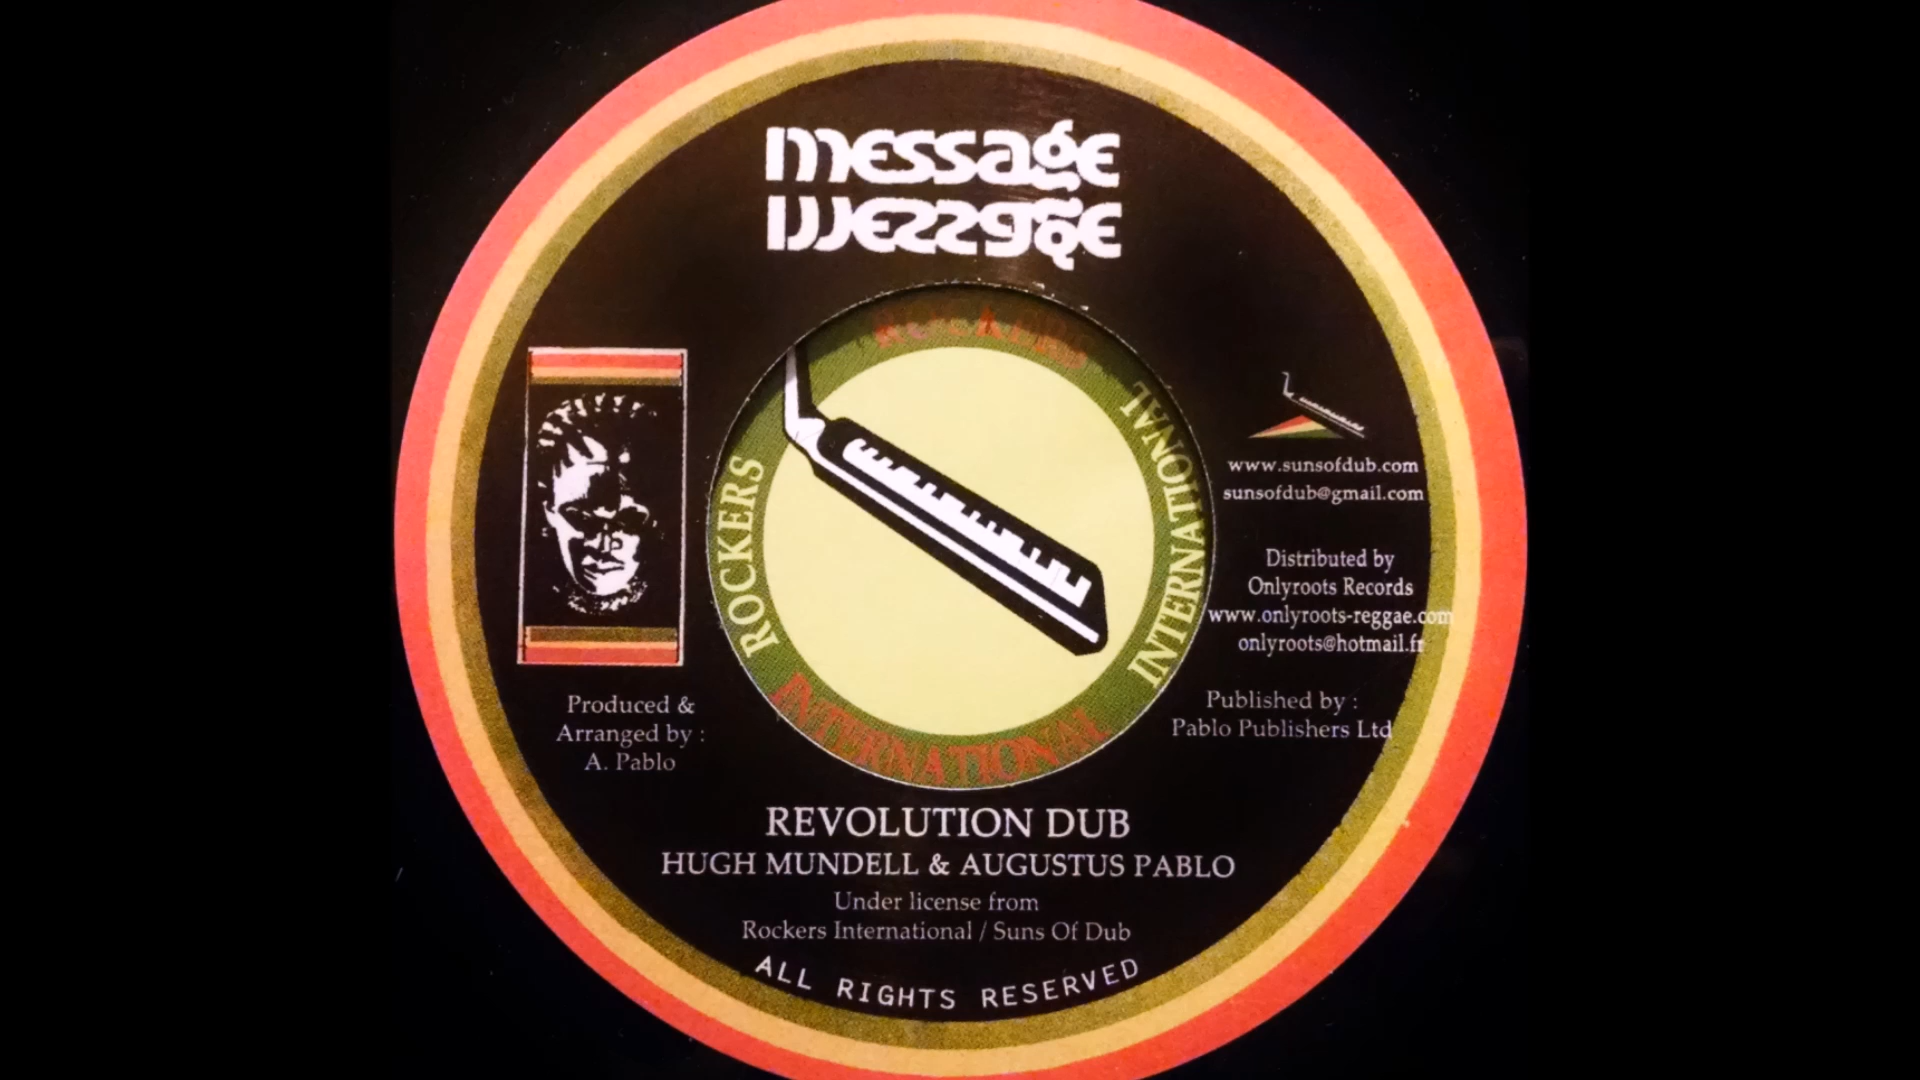 message
message
ROCKERS
INTERNATIONAL
ROCKERS
INTERNATIONAL
www.sunsofdub.com
sunsofdub@gmail.com
Distributed by
Onlyroots Records
www.onlyroots-reggae.com
onlyroots@hotmail.fr
Published by :
Pablo Publishers Ltd
Produced &
Arranged by :
A. Pablo
REVOLUTION DUB
HUGH MUNDELL & AUGUSTUS PABLO
Under license from
Rockers International / Suns Of Dub
ALL RIGHTS RESERVED